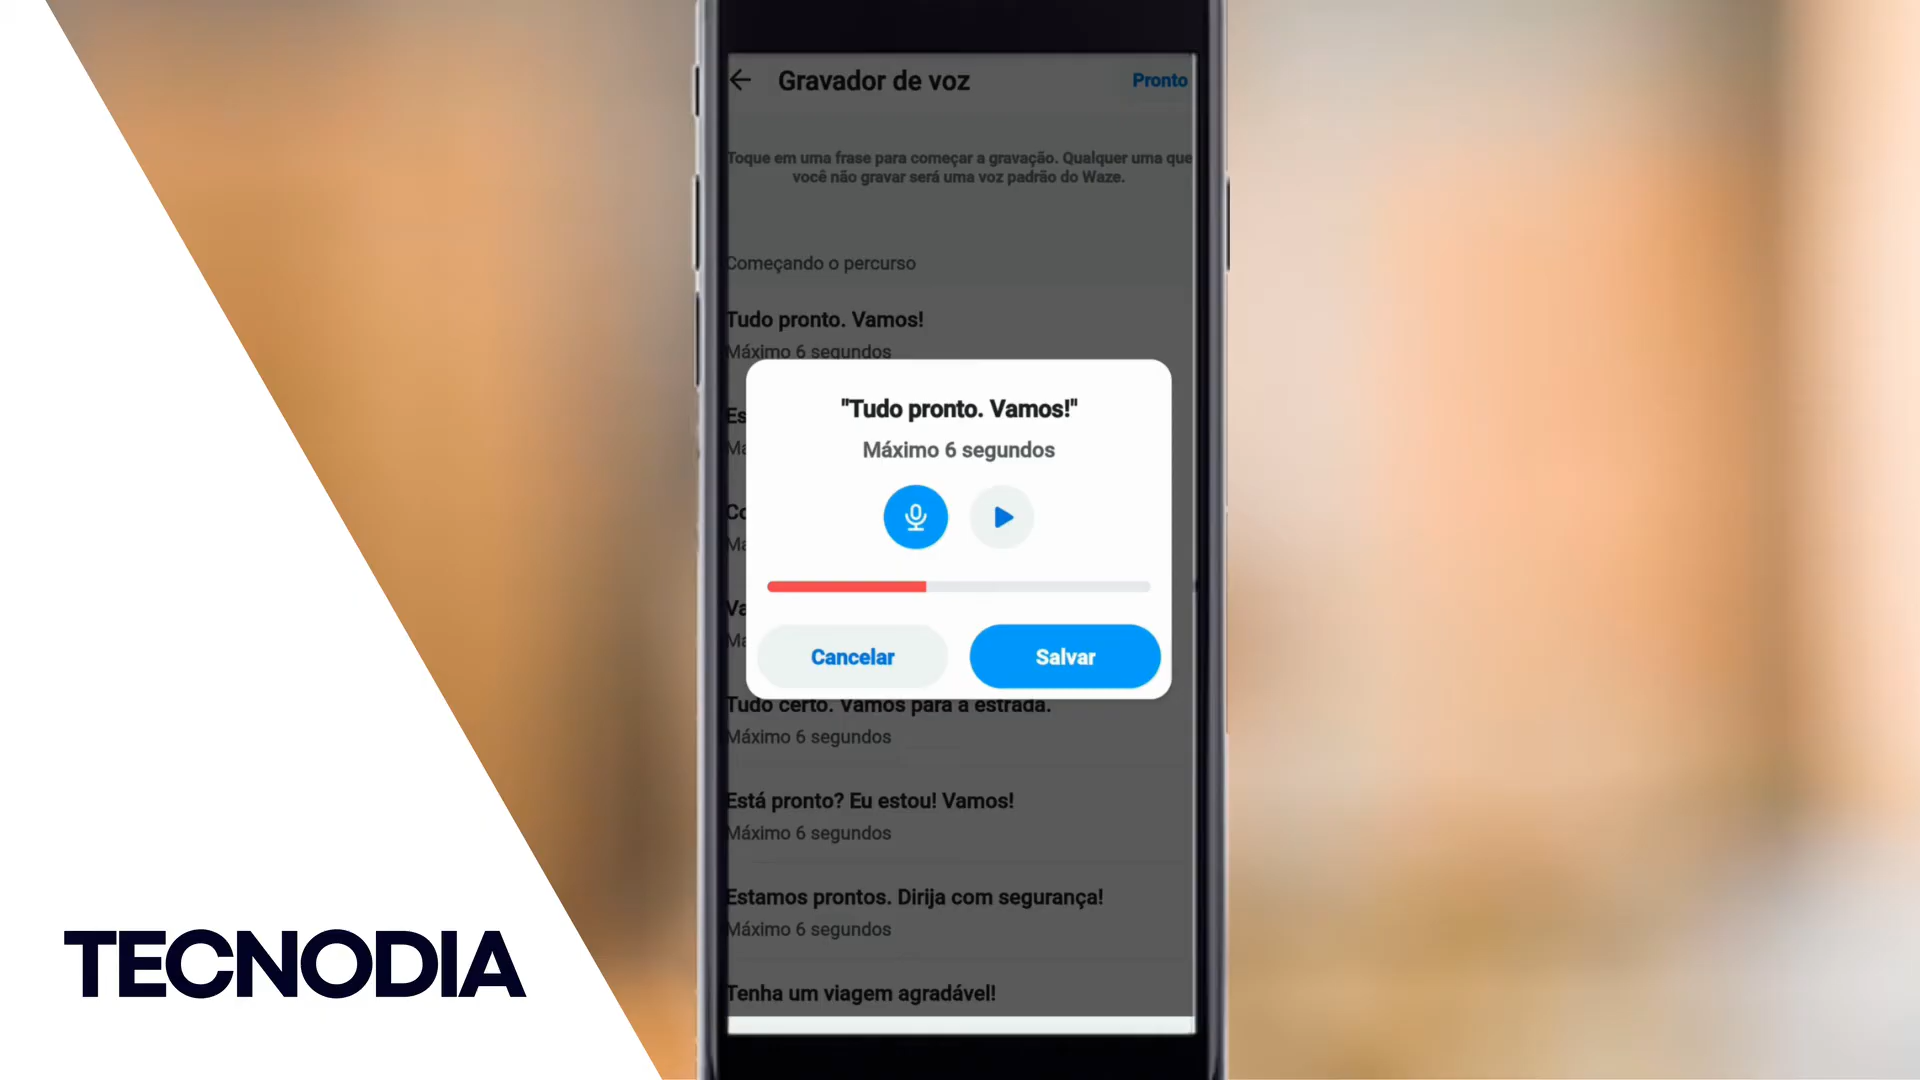 Gravador de voz
Pronto
Toque em uma frase para começar a gravação. Qualquer uma que
você não gravar será uma voz padrão do Waze.
Começando o percurso
Tudo pronto. Vamos!
Máximo 6 segundos
"Tudo pronto. Vamos!"
Máximo 6 segundos
Cancelar
Salvar
Tudo certo. Vamos para a estrada.
Máximo 6 segundos
Está pronto? Eu estou! Vamos!
Máximo 6 segundos
Estamos prontos. Dirija com segurança!
Máximo 6 segundos
Tenha um viagem agradável!
TECNODIA